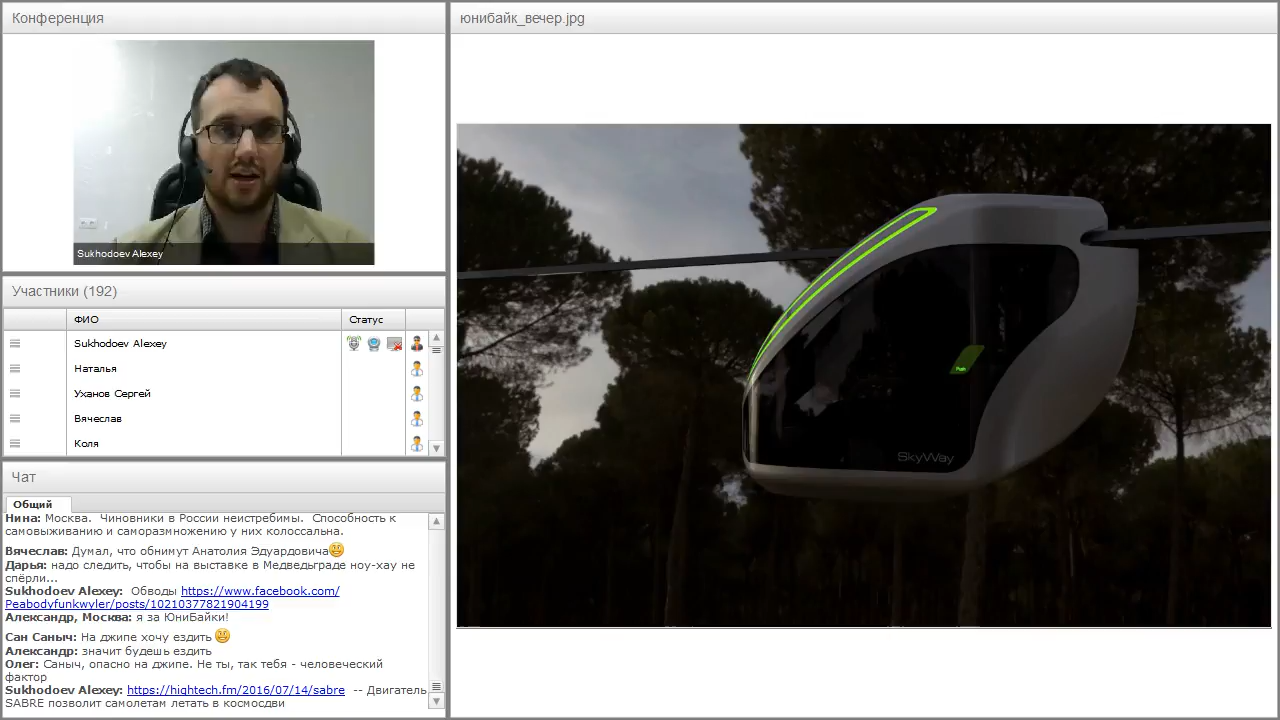 Конференция
Sukhodoev Alexey
Участники (192)
ФИО
Статус
Sukhodoev Alexey
Наталья
Уханов Сергей
Вячеслав
Коля
Чат
Общий
Нина: Москва. Чиновники в России неистребимы. Способность к
самовыживанию и саморазмножению у них колоссальна.
Вячеслав: Думал, что обнимут Анатолия Эдуардовича
Дарья: надо следить, чтобы на выставке в Медведьграде ноу-хау не
спёрли...
Sukhodoev Alexey: Обводы https://www.facebook.com/
Peabodyfunkwyler/posts/10210377821904199
Александр, Москва: я за ЮниБайки!
Сан Саныч: На джипе хочу ездить
Александр: значит будешь ездить
Олег: Саныч, опасно на джипе. Не ты, так тебя - человеческий
фактор
Sukhodoev Alexey: https://hightech.fm/2016/07/14/sabre -- Двигатель
SABRE позволит самолетам летать в космосдви
юнибайк_вечер.jpg
Push
SkyWay